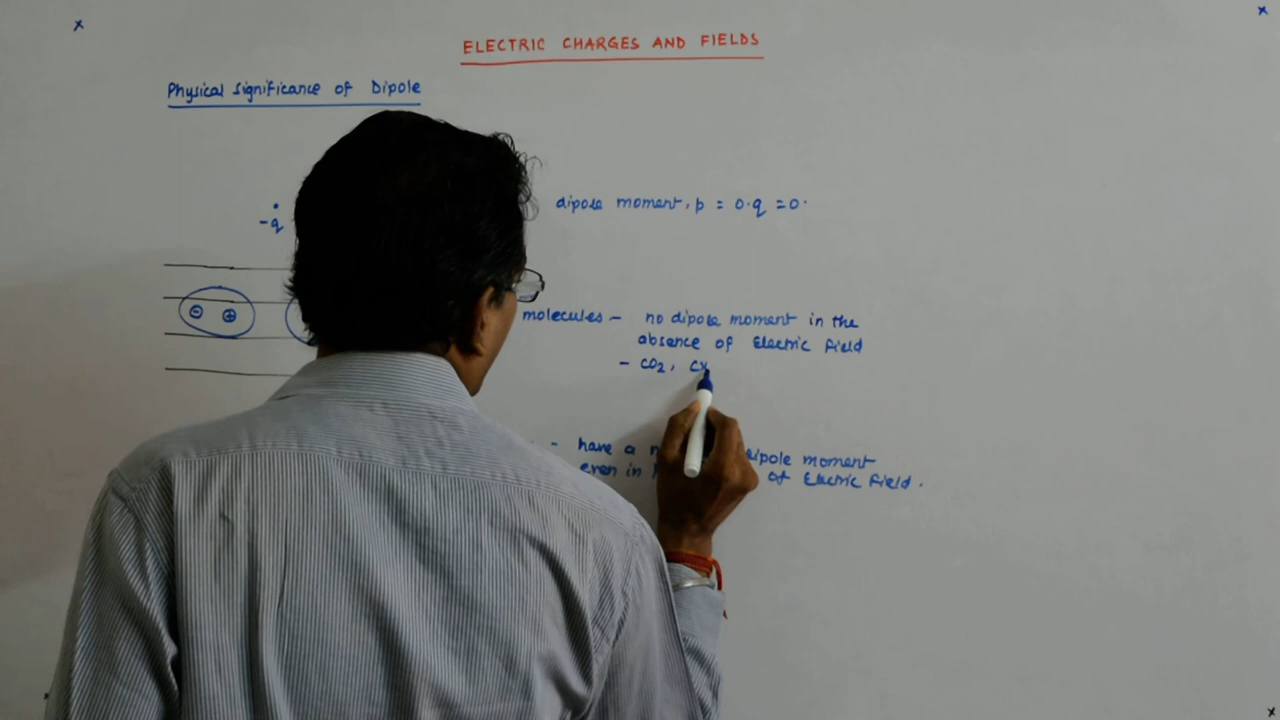 ELECTRIC CHARGES AND FIELDS
Physical Significance of Dipole
dipole moment, p = 0.q = 0.
-q
- +
molecules - no dipole moment in the
absence of Electric Field
- CO2, CH
- have a dipole moment
even in of Electric Field.